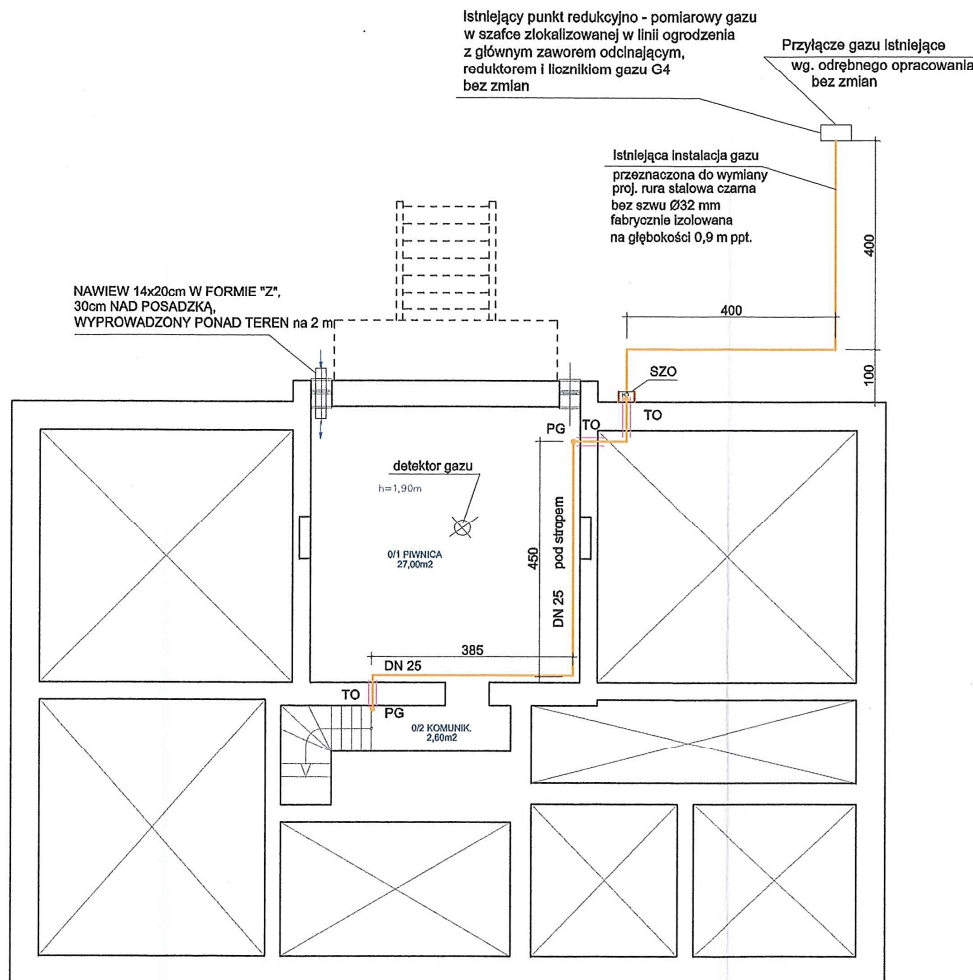 Istniejący punkt redukcyjno - pomiarowy gazu
w szafce zlokalizowanej w linii ogrodzenia
z głównym zaworem odcinającym,
reduktorem i licznikiem gazu G4
bez zmian
Przyłącze gazu istniejące
wg. odrębnego opracowania
bez zmian
Istniejąca instalacja gazu
przeznaczona do wymiany
proj. rura stalowa czarna
bez szwu Ø32 mm
fabrycznie izolowana
na głębokości 0,9 m ppt.
400
NAWIEW 14x20cm W FORMIE "Z",
30cm NAD POSADZKĄ,
WYPROWADZONY PONAD TEREN na 2 m
400
100
SZO
TO
PG
TO
detektor gazu
h=1,90m
450
pod stropem
DN 25
0/1 PIWNICA
27,00m2
385
DN 25
TO
PG
0/2 KOMUNIK.
2,60m2